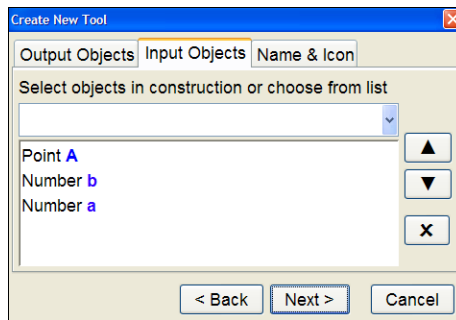 Create New Tool
Output Objects Input Objects Name & Icon
Select objects in construction or choose from list
Point A
Number b
Number a
< Back Next > Cancel